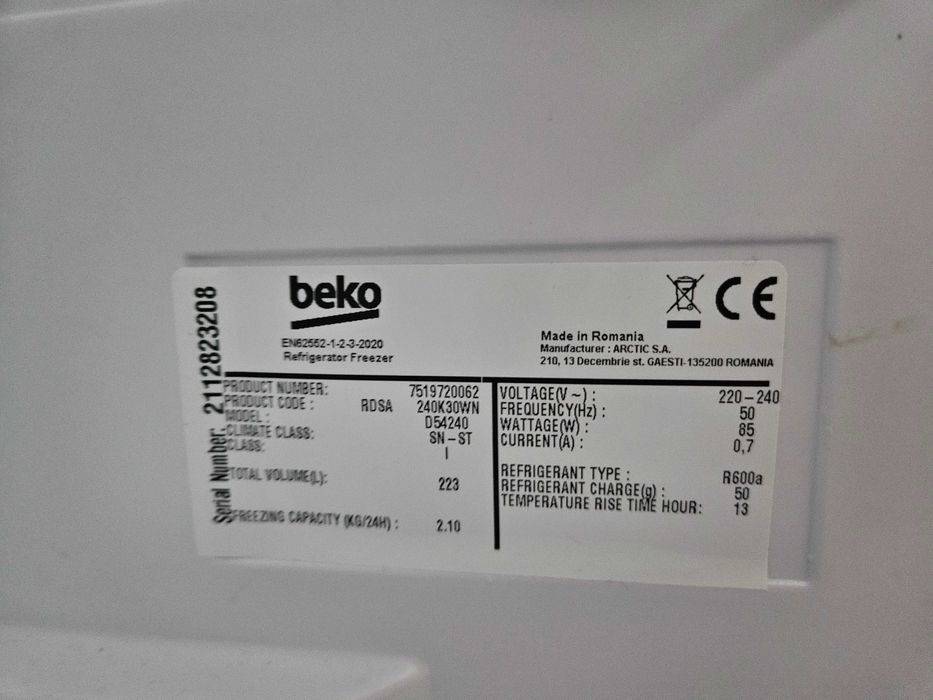 beko
EN62552-1-2-3-2020
Refrigerator Freezer
Made in Romania
Manufacturer : ARCTIC S.A.
210, 13 Decembrie st. GAESTI-135200 ROMANIA
Serial Number. 2112823208
PRODUCT NUMBER: 7519720062
PRODUCT CODE : RDSA 240K30WN
MODEL : D54240
CLIMATE CLASS: SN-ST
CLASS: I
TOTAL VOLUME(L): 223
FREEZING CAPACITY (KG/24H) : 2.10
VOLTAGE(V ~) : 220-240
FREQUENCY(Hz) : 50
WATTAGE(W) : 85
CURRENT(A) : 0,7
REFRIGERANT TYPE : R600a
REFRIGERANT CHARGE(g) : 50
TEMPERATURE RISE TIME HOUR: 13
CE